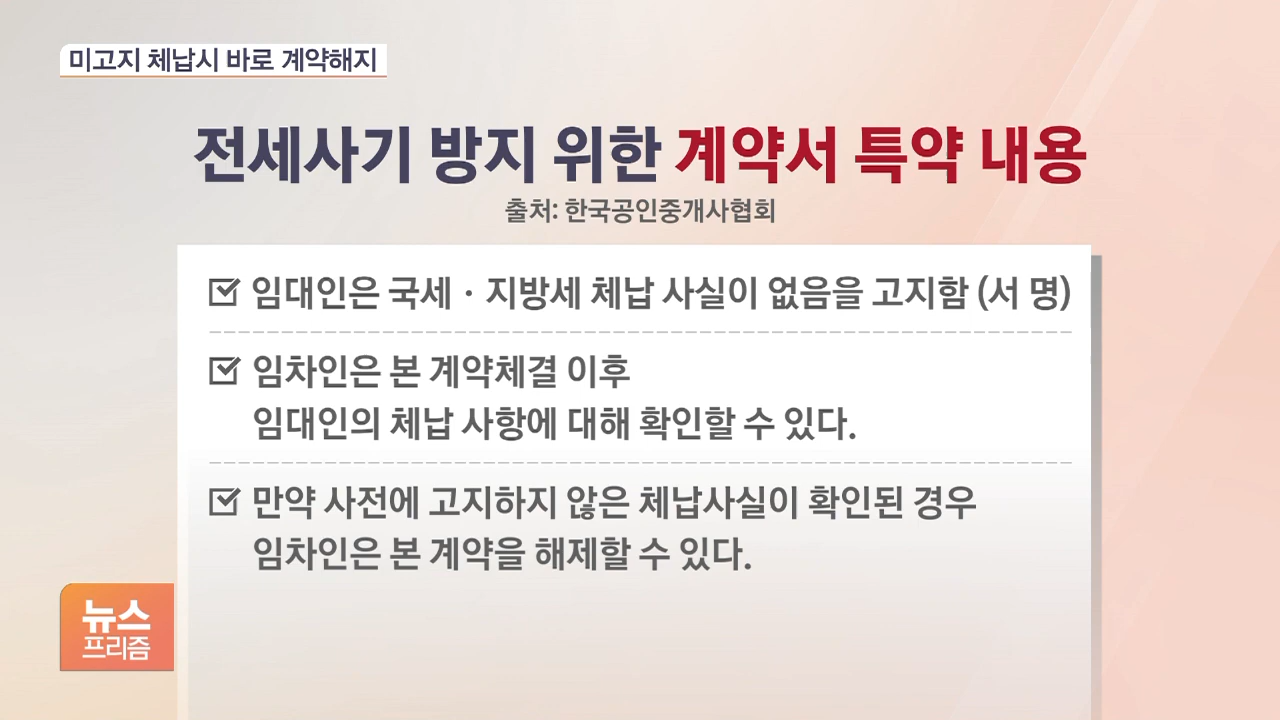 미고지 체납시 바로 계약해지
전세사기 방지 위한 계약서 특약 내용
출처: 한국공인중개사협회
임대인은 국세 · 지방세 체납 사실이 없음을 고지함 (서 명)
임차인은 본 계약체결 이후
임대인의 체납 사항에 대해 확인할 수 있다.
만약 사전에 고지하지 않은 체납사실이 확인된 경우
임차인은 본 계약을 해제할 수 있다.
뉴스
프리즘